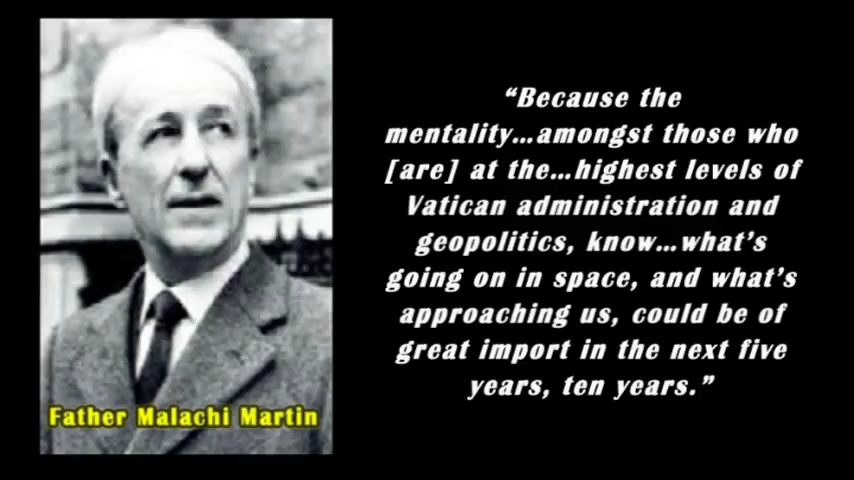 Father Malachi Martin
“Because the
mentality...amongst those who
[are] at the...highest levels of
Vatican administration and
geopolitics, know...what's
going on in space, and what's
approaching us, could be of
great import in the next five
years, ten years.”